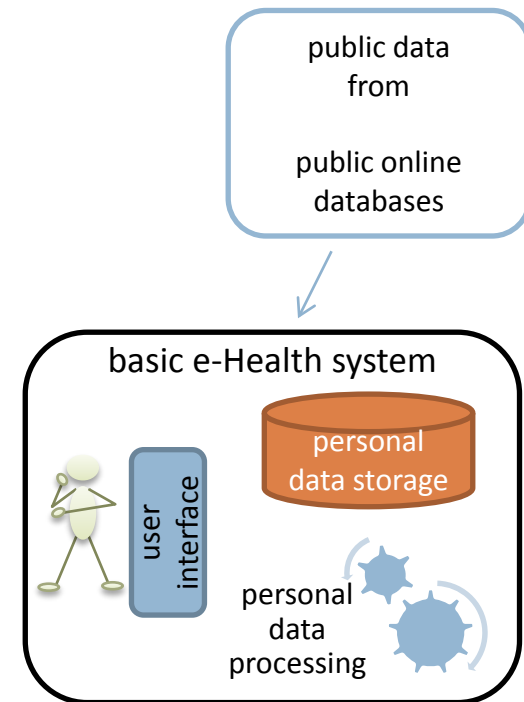 public data
from
public online
databases
basic e-Health system
personal
data storage
user
interface
personal
data
processing